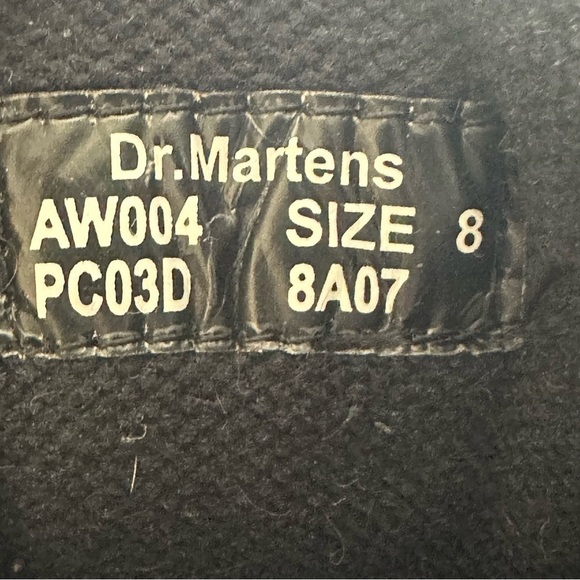 Dr.Martens
AW004 SIZE 8
PC03D 8A07